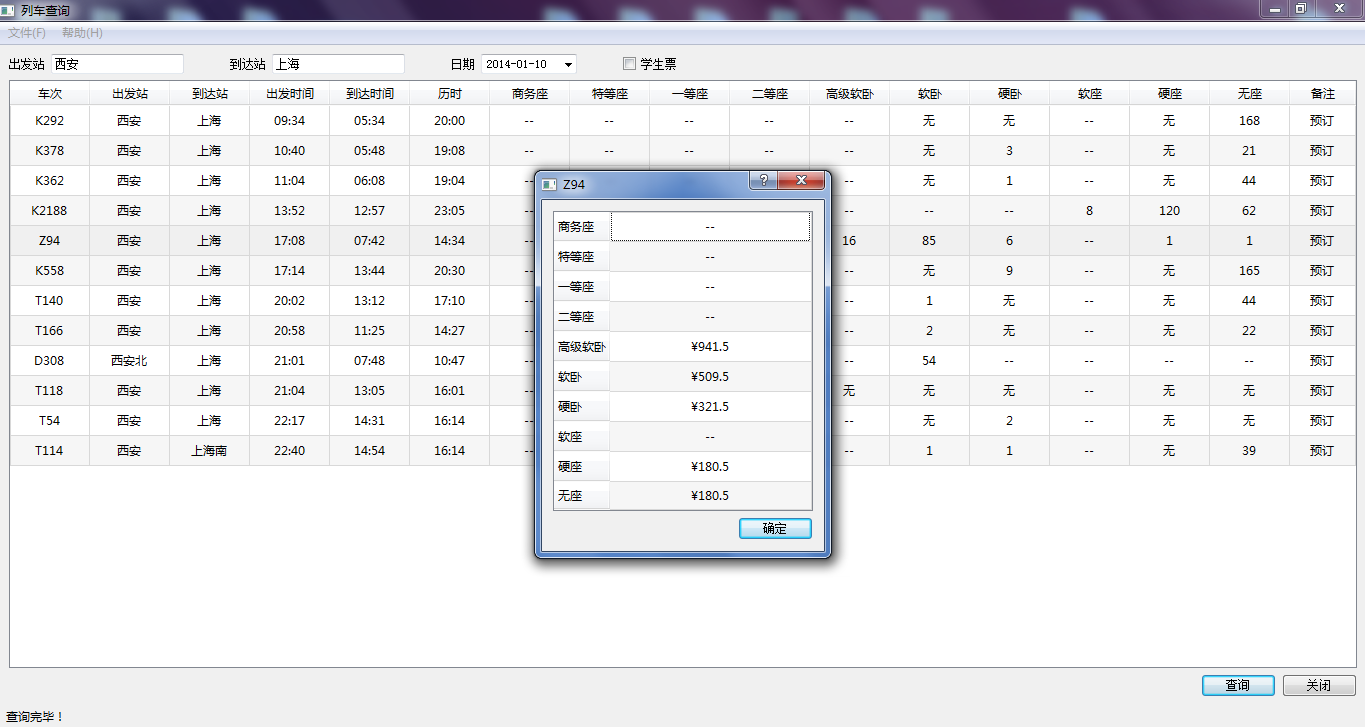 列车查询
文件(F) 帮助(H)
出发站 西安 到达站 上海 日期 2014-01-10 学生票
车次 出发站 到达站 出发时间 到达时间 历时 商务座 特等座 一等座 二等座 高级软卧 软卧 硬卧 软座 硬座 无座 备注
K292 西安 上海 09:34 05:34 20:00 -- -- -- -- -- 无 无 -- 无 168 预订
K378 西安 上海 10:40 05:48 19:08 -- -- -- -- -- 无 3 -- 无 21 预订
K362 西安 上海 11:04 06:08 19:04 -- -- 无 1 -- 无 44 预订
K2188 西安 上海 13:52 12:57 23:05 -- -- -- -- 8 120 62 预订
Z94 西安 上海 17:08 07:42 14:34 -- 16 85 6 -- 1 1 预订
K558 西安 上海 17:14 13:44 20:30 -- -- 无 9 -- 无 165 预订
T140 西安 上海 20:02 13:12 17:10 -- -- 1 无 -- 无 44 预订
T166 西安 上海 20:58 11:25 14:27 -- -- 2 无 -- 无 22 预订
D308 西安北 上海 21:01 07:48 10:47 -- -- 54 -- -- -- -- 预订
T118 西安 上海 21:04 13:05 16:01 -- 无 无 无 -- 无 无 预订
T54 西安 上海 22:17 14:31 16:14 -- -- 无 2 -- 无 无 预订
T114 西安 上海南 22:40 14:54 16:14 -- -- 1 1 -- 无 39 预订
Z94
商务座 --
特等座 --
一等座 --
二等座 --
高级软卧 ¥941.5
软卧 ¥509.5
硬卧 ¥321.5
软座 --
硬座 ¥180.5
无座 ¥180.5
确定
查询 关闭
查询完毕！